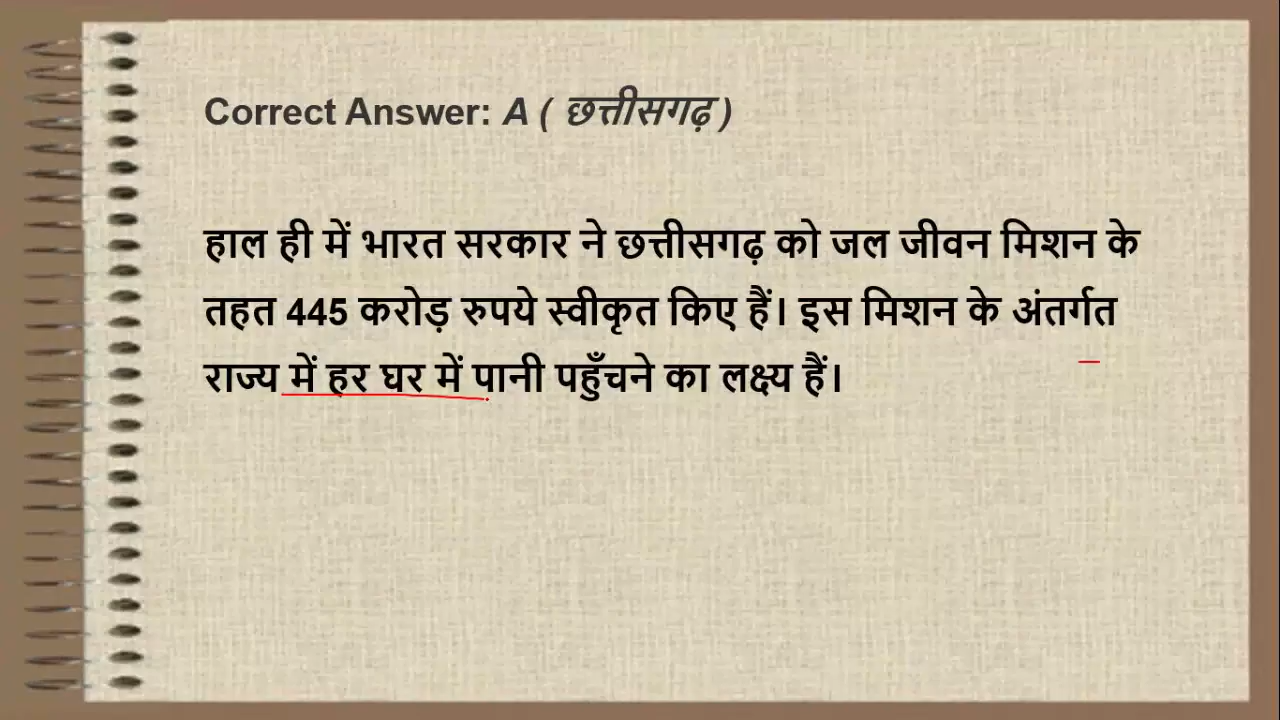 Correct Answer: A ( छत्तीसगढ़ )
हाल ही में भारत सरकार ने छत्तीसगढ़ को जल जीवन मिशन के
तहत 445 करोड़ रुपये स्वीकृत किए हैं। इस मिशन के अंतर्गत
राज्य में हर घर में पानी पहुँचने का लक्ष्य हैं।